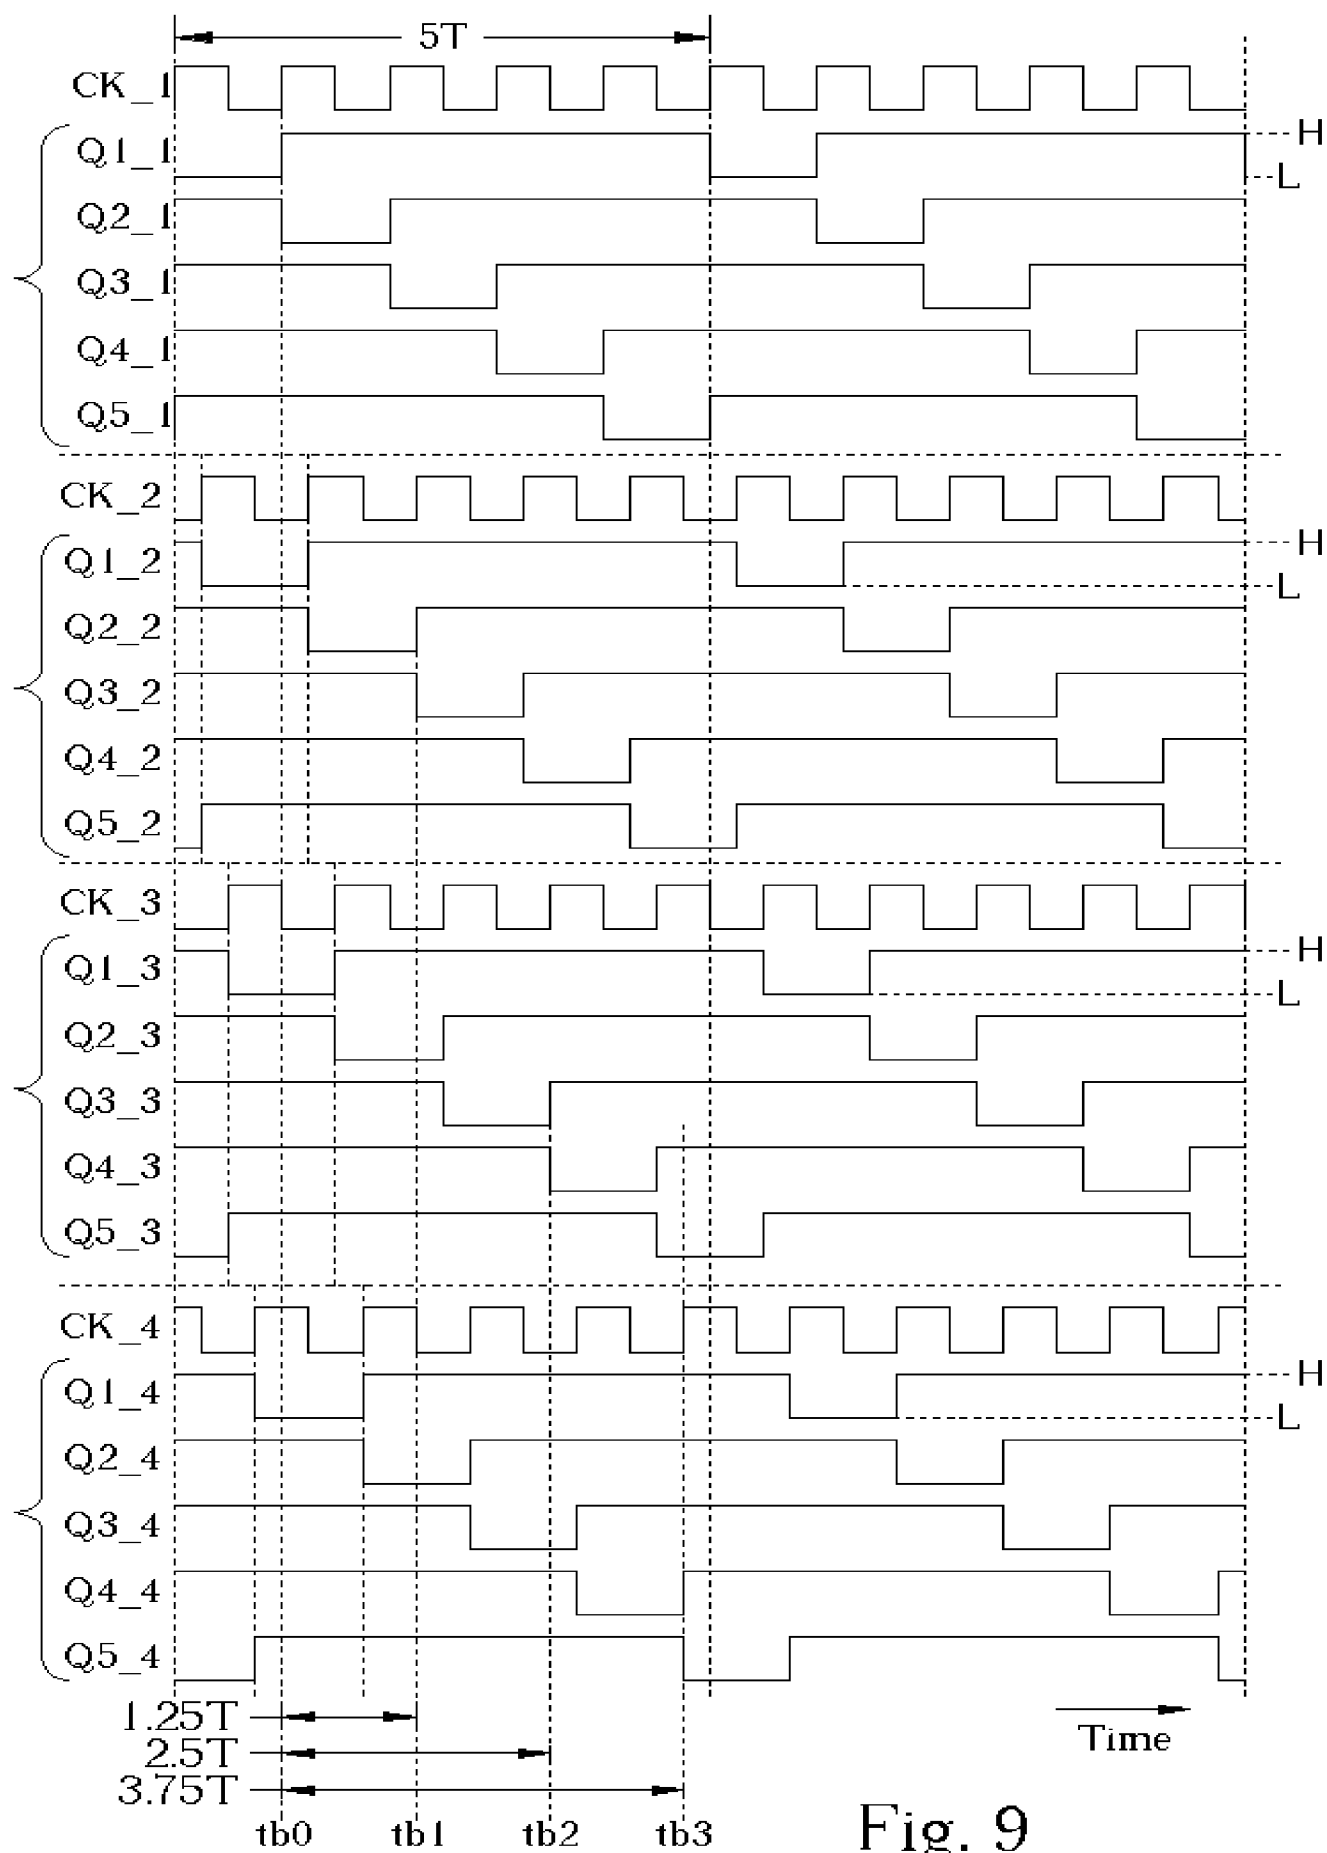 5T
CK_1
Q1_1
H
L
Q2_1
Q3_1
Q4_1
Q5_1
CK_2
Q1_2
H
L
Q2_2
Q3_2
Q4_2
Q5_2
CK_3
Q1_3
H
L
Q2_3
Q3_3
Q4_3
Q5_3
CK_4
Q1_4
H
L
Q2_4
Q3_4
Q4_4
Q5_4
1.25T
Time
2.5T
3.75T
tb0 tb1 tb2 tb3
Fig. 9